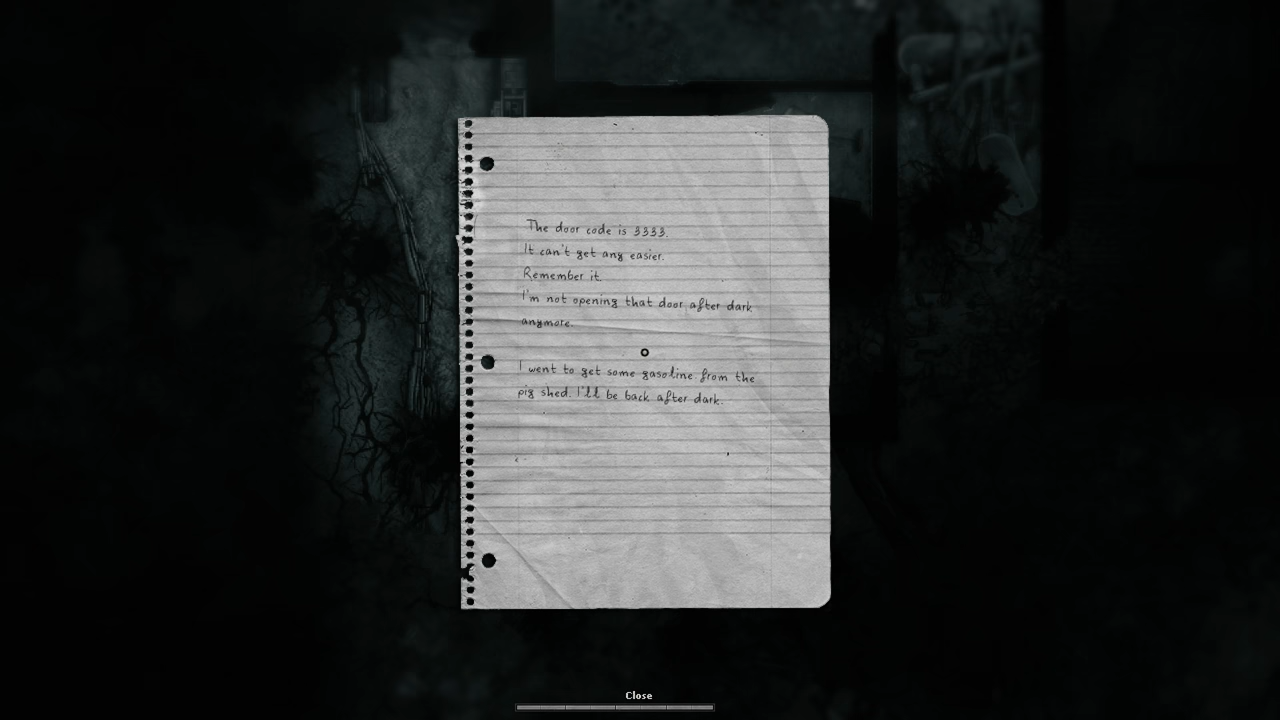 The door code is 3333.
It can't get any easier.
Remember it.
I'm not opening that door after dark
anymore.
I went to get some gasoline from the
pig shed. I'll be back after dark.
Close